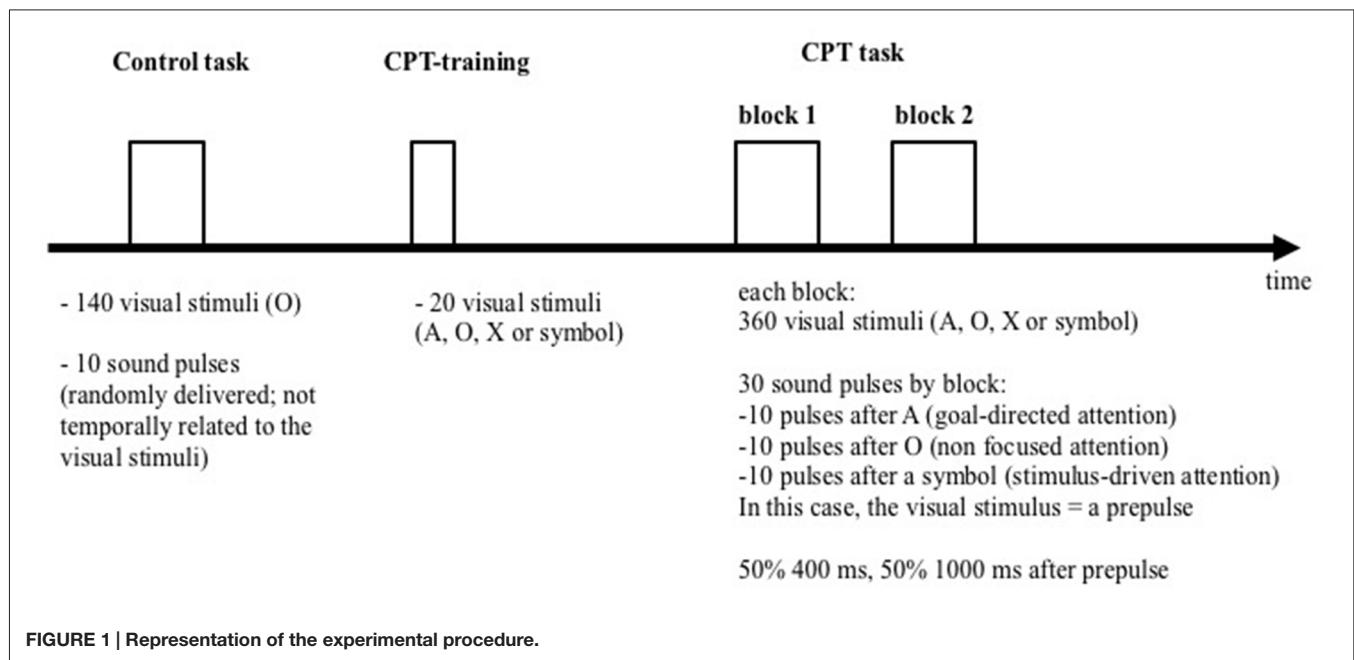 Control task
CPT-training
CPT task
block 1
block 2
time
- 140 visual stimuli (O)
- 10 sound pulses
(randomly delivered; not
temporally related to the
visual stimuli)
- 20 visual stimuli
(A, O, X or symbol)
each block:
360 visual stimuli (A, O, X or symbol)
30 sound pulses by block:
-10 pulses after A (goal-directed attention)
-10 pulses after O (non focused attention)
-10 pulses after a symbol (stimulus-driven attention)
In this case, the visual stimulus = a prepulse
50% 400 ms, 50% 1000 ms after prepulse
FIGURE 1 | Representation of the experimental procedure.